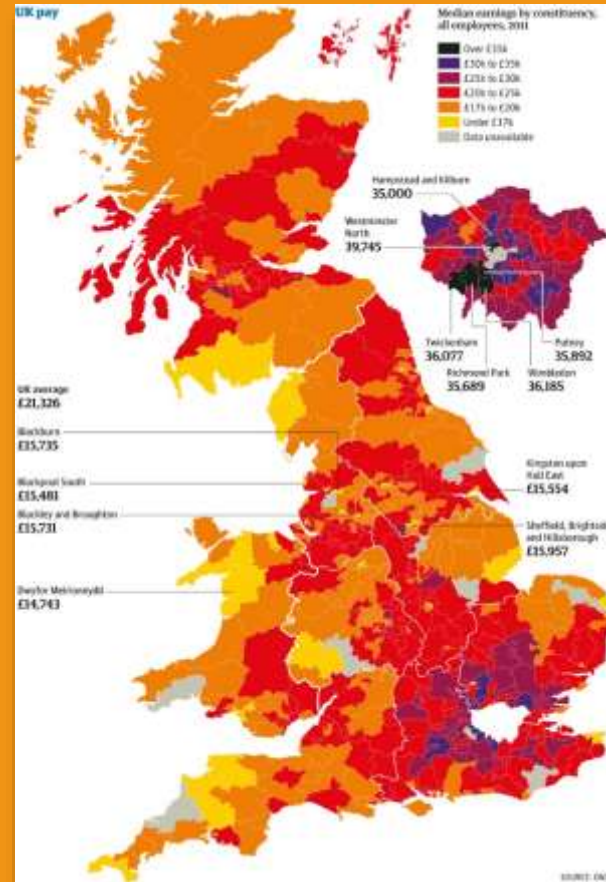 UK pay
Median earnings by constituency,
all employees, 2011
Over £35k
£30k to £35k
£25k to £30k
£20k to £25k
£17k to £20k
Under £17k
Data unavailable
Hampstead and Kilburn
35,000
Westminster
North
39,745
Twickenham
36,077
Richmond Park
35,689
Wimbledon
36,185
Putney
35,892
UK average
£21,326
Blackburn
£15,735
Blackpool South
£15,481
Blackley and Broughton
£15,731
Dwyfor Meirionnydd
£14,743
Kingston upon
Hull East
£15,554
Sheffield, Brightside
and Hillsborough
£15,957
SOURCE: ONS